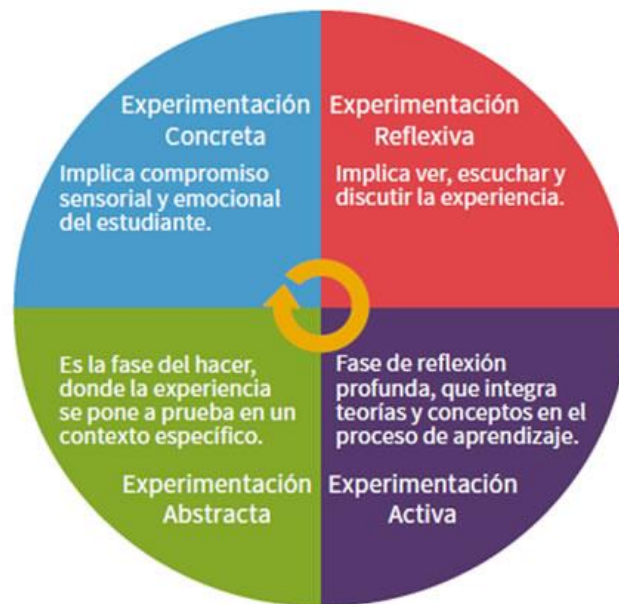 Experimentación
Concreta
Implica compromiso
sensorial y emocional
del estudiante.
Experimentación
Reflexiva
Implica ver, escuchar y
discutir la experiencia.
Es la fase del hacer,
donde la experiencia
se pone a prueba en un
contexto específico.
Experimentación
Abstracta
Fase de reflexión
profunda, que integra
teorías y conceptos en el
proceso de aprendizaje.
Experimentación
Activa